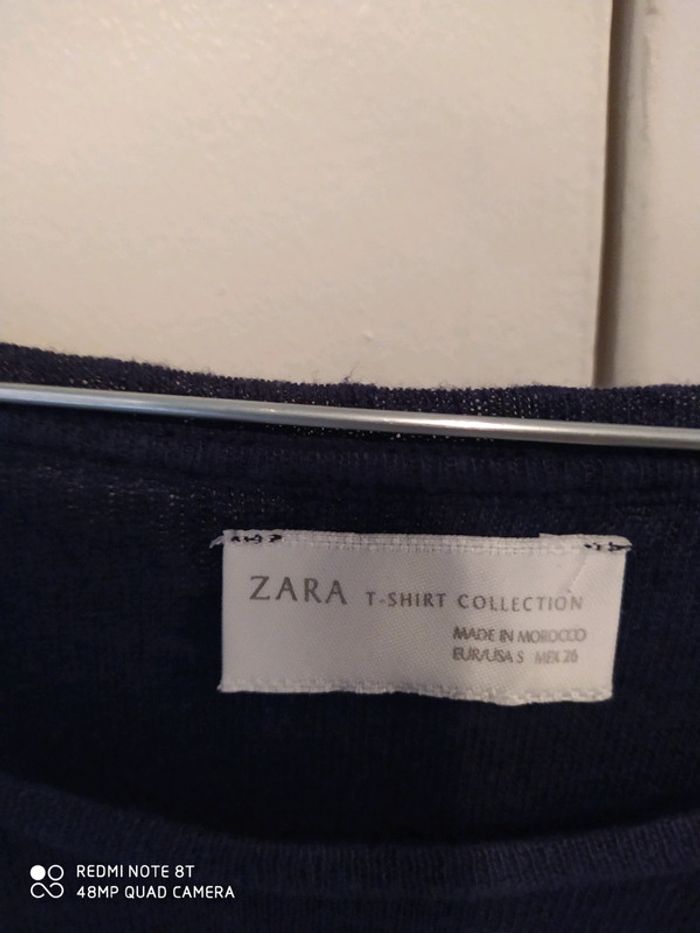 ZARA T-SHIRT COLLECTION
MADE IN MOROCCO
EUR/USA S MEX 26
REDMI NOTE 8T
48MP QUAD CAMERA